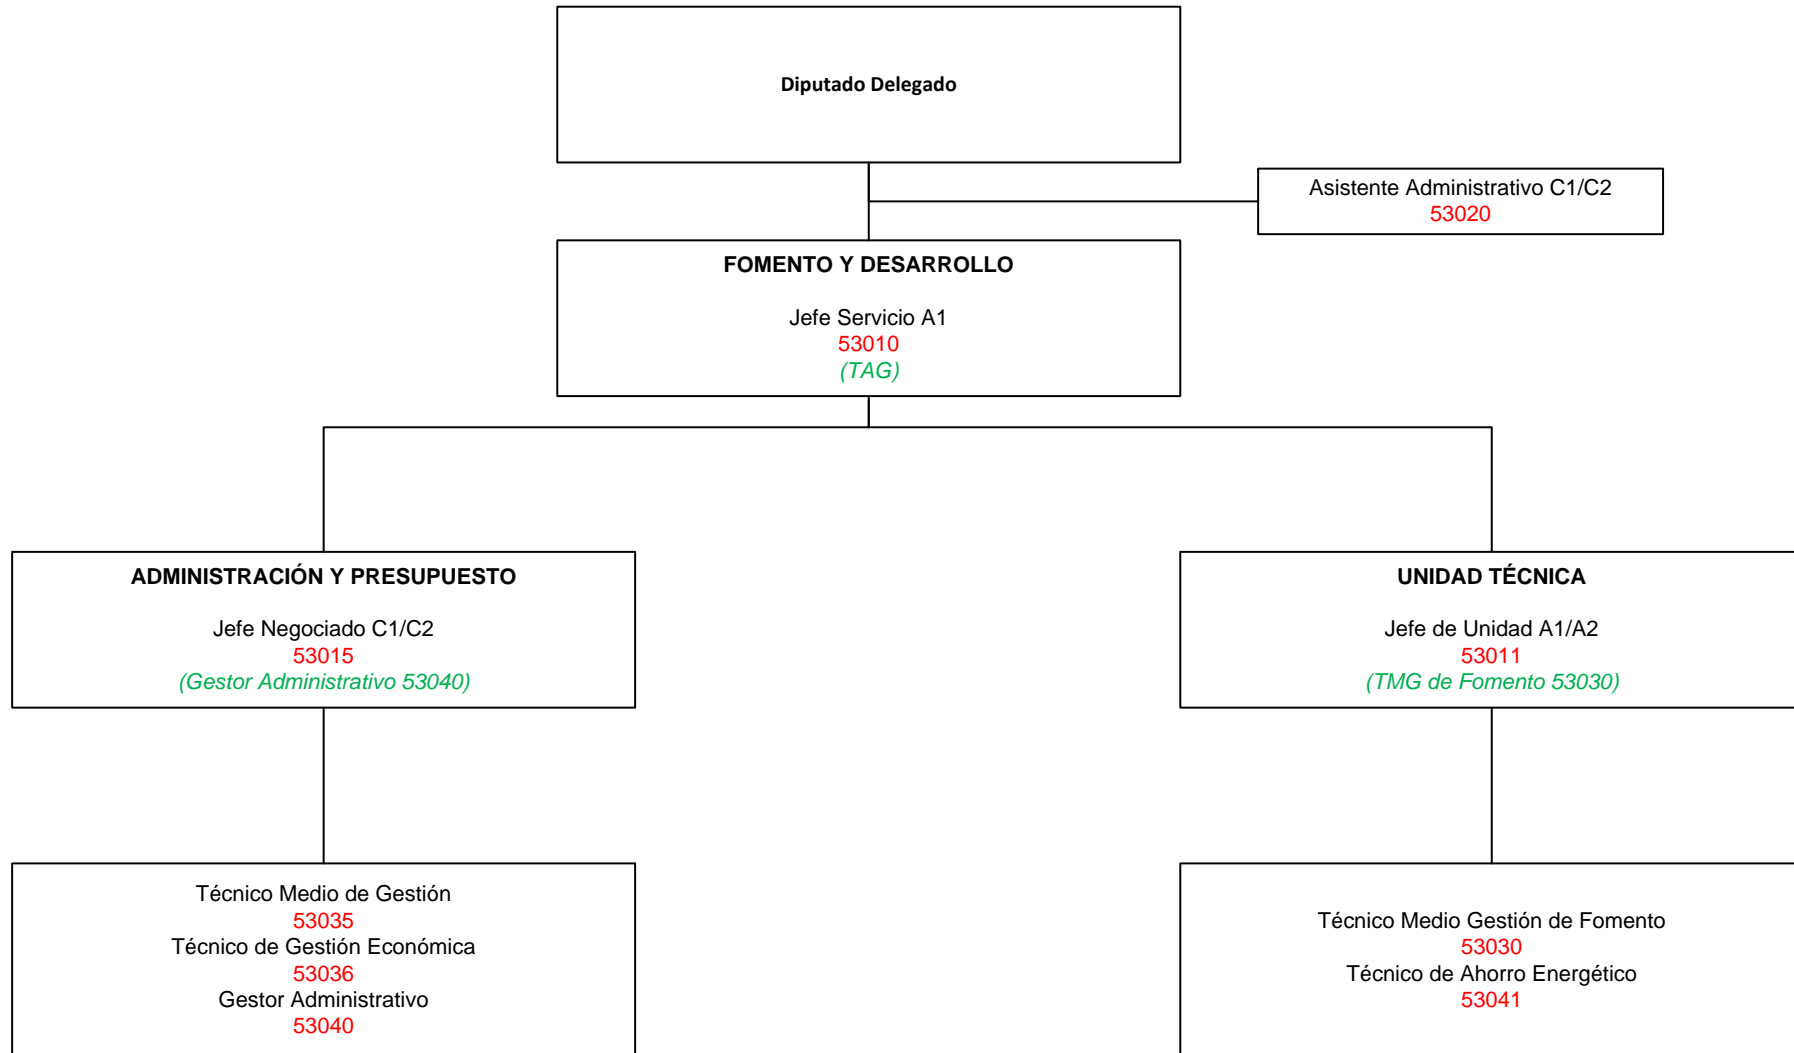 Diputado Delegado
Asistente Administrativo C1/C2
53020
FOMENTO Y DESARROLLO
Jefe Servicio A1
53010
(TAG)
ADMINISTRACIÓN Y PRESUPUESTO
Jefe Negociado C1/C2
53015
(Gestor Administrativo 53040)
UNIDAD TÉCNICA
Jefe de Unidad A1/A2
53011
(TMG de Fomento 53030)
Técnico Medio de Gestión
53035
Técnico de Gestión Económica
53036
Gestor Administrativo
53040
Técnico Medio Gestión de Fomento
53030
Técnico de Ahorro Energético
53041